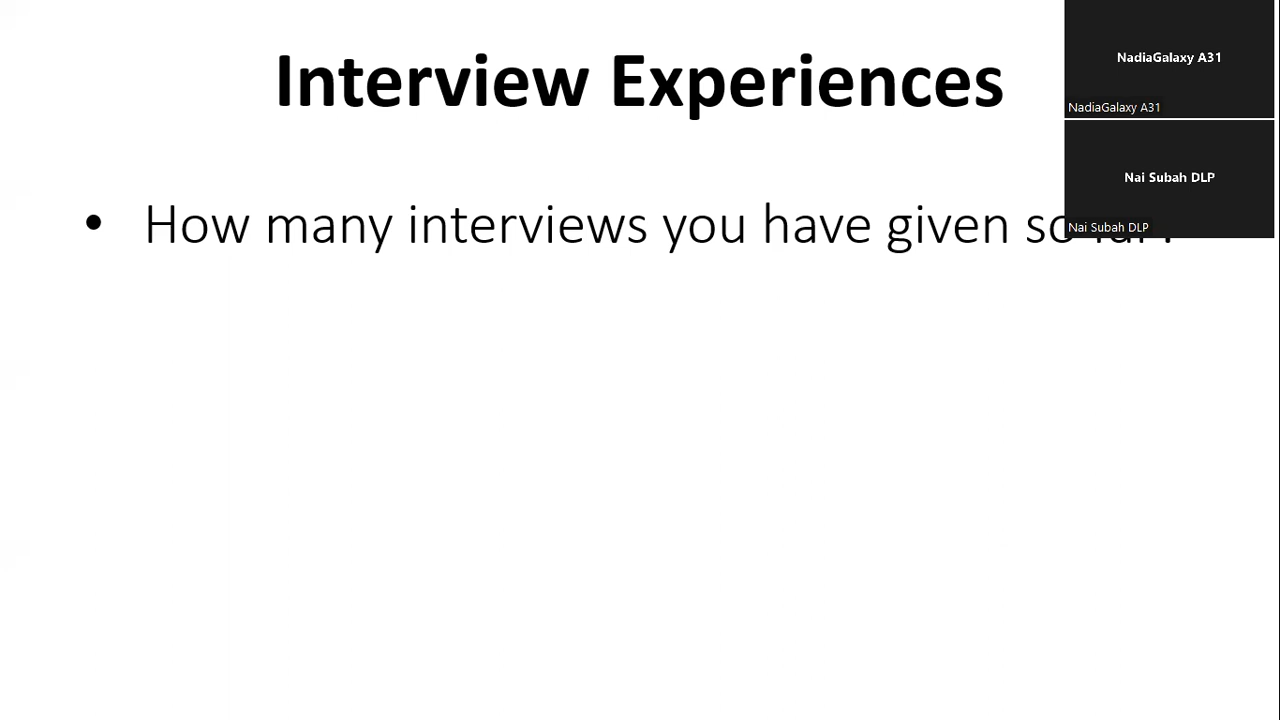 Interview Experiences
NadiaGalaxy A31
NadiaGalaxy A31
• How many interviews you have given so
Nai Subah DLP
Nai Subah DLP